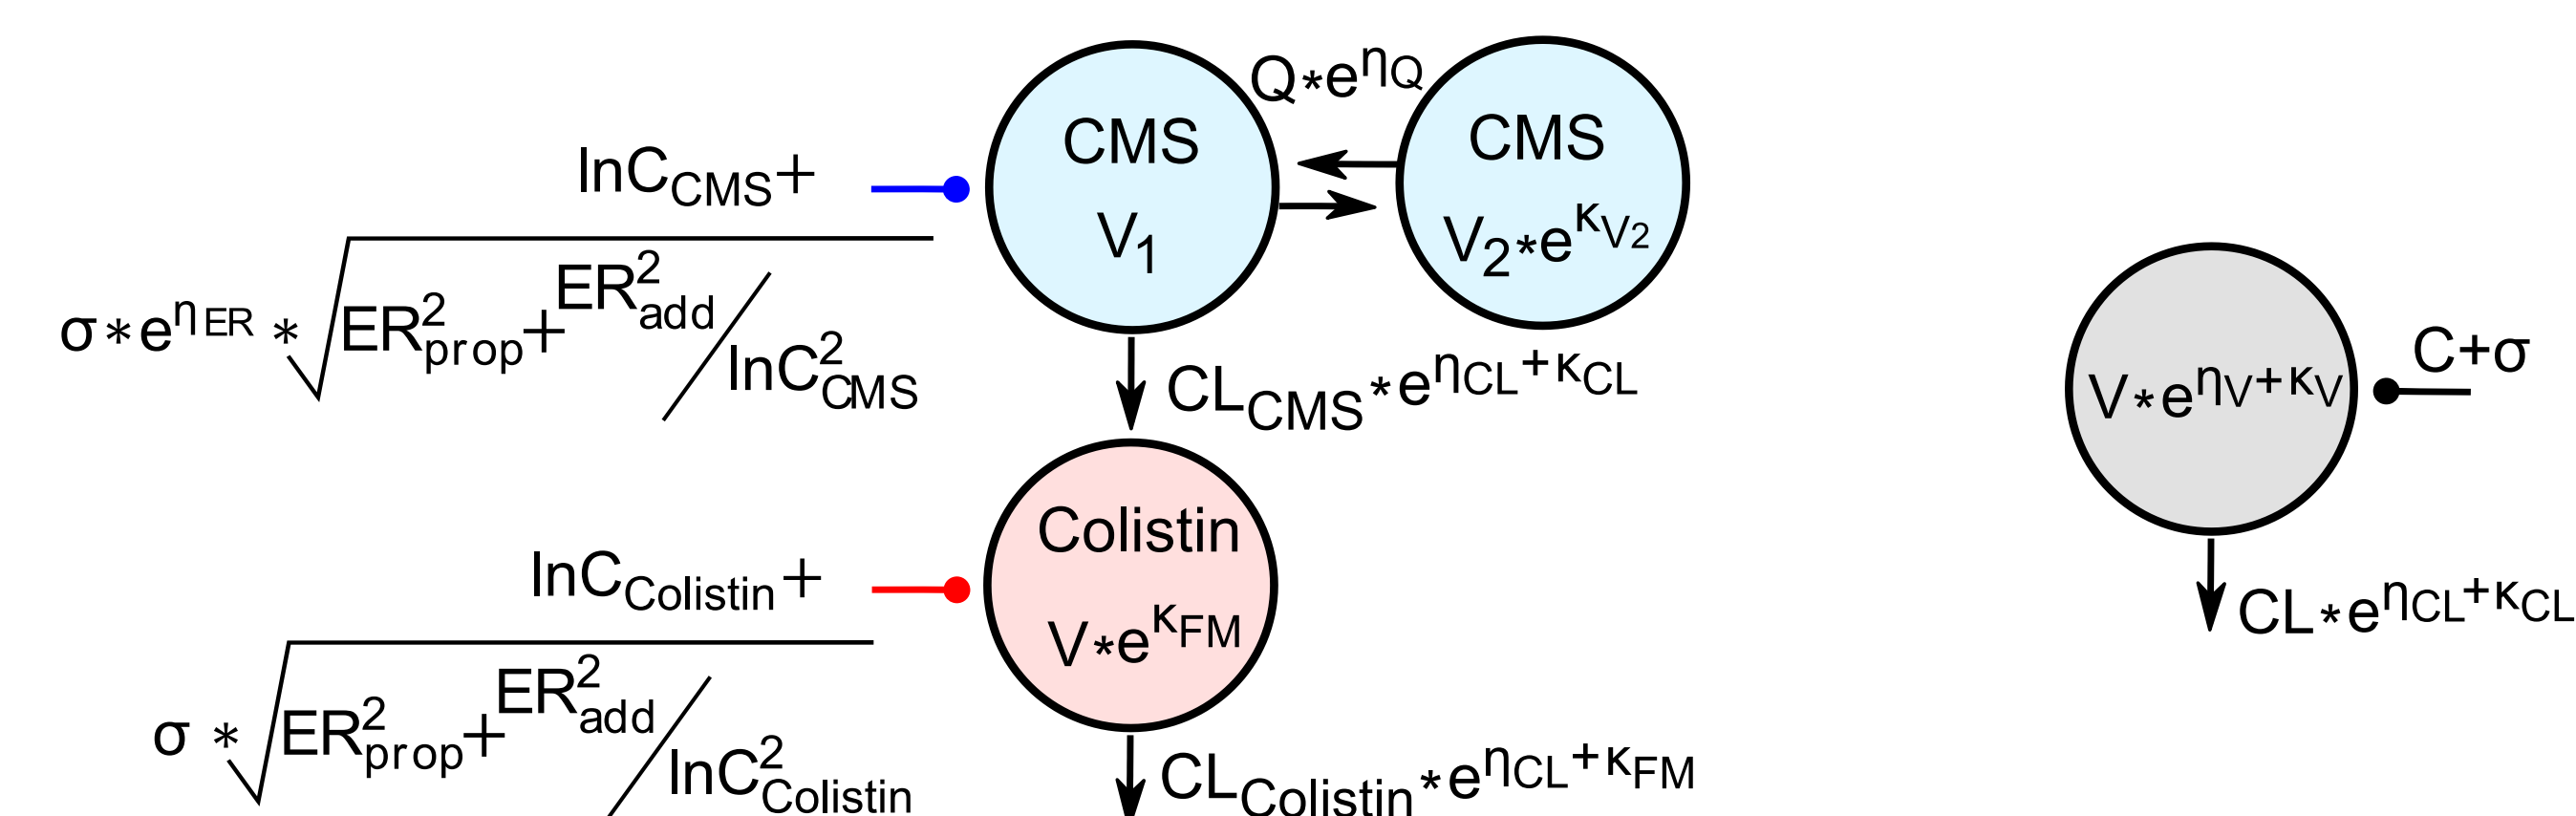 Q*e^ηQ
CMS
V₁
CMS
V₂*e^κV₂
lnC_CMS+
σ*e^ηER * √ER²prop+ER²add/lnC²CMS
CL_CMS*e^ηCL+κCL
Colistin
V*e^κFM
lnC_Colistin+
σ * √ER²prop+ER²add/lnC²Colistin
CL_Colistin*e^ηCL+κFM
V*e^ηV+κV
C+σ
CL*e^ηCL+κCL